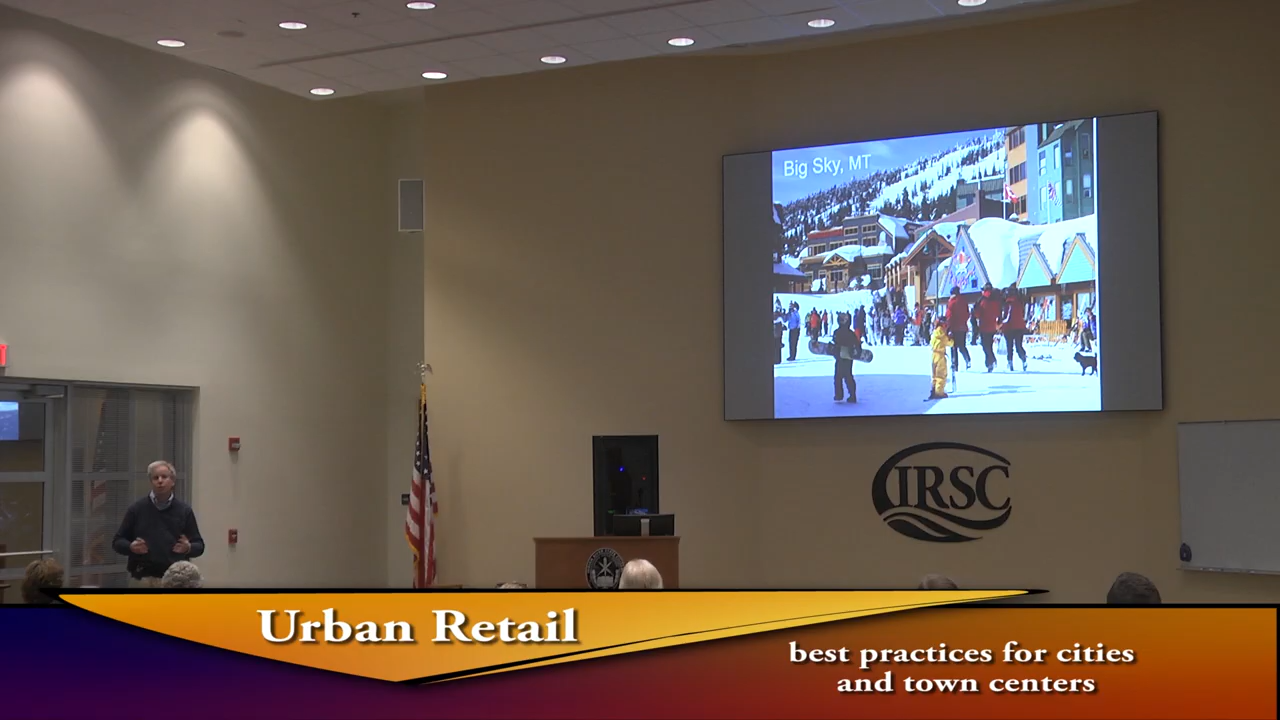 Big Sky, MT
IRSC
Urban Retail
best practices for cities
and town centers